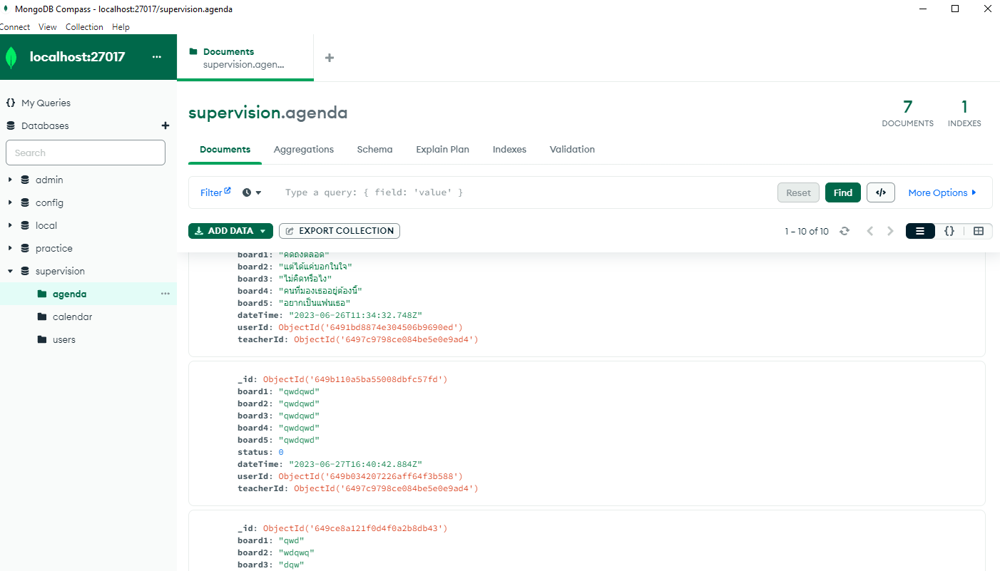 MongoDB Compass - localhost:27017/supervision.agenda
Connect View Collection Help
localhost:27017
Documents
supervision.agen...
{} My Queries
Databases
Search
admin
config
local
practice
supervision
agenda
calendar
users
supervision.agenda
7
DOCUMENTS
1
INDEXES
Documents Aggregations Schema Explain Plan Indexes Validation
Filter Type a query: { field: 'value' } Reset Find </> More Options
ADD DATA EXPORT COLLECTION 1 – 10 of 10 {}
board1: "คิดถึงตลอด"
board2: "แต่ได้แค่บอกในใจ"
board3: "ไม่คิดหรือไง"
board4: "คนที่มองเธออยู่ต้องนี้"
board5: "อยากเป็นแฟนเธอ"
dateTime: "2023-06-26T11:34:32.748Z"
userId: ObjectId('6491bd8874e304506b9690ed')
teacherId: ObjectId('6497c9798ce084be5e0e9ad4')
_id: ObjectId('649b110a5ba55008dbfc57fd')
board1: "qwdqwd"
board2: "qwdqwd"
board3: "qwdqwd"
board4: "qwdqwd"
board5: "qwdqwd"
status: 0
dateTime: "2023-06-27T16:40:42.884Z"
userId: ObjectId('649b034207226aff64f3b588')
teacherId: ObjectId('6497c9798ce084be5e0e9ad4')
_id: ObjectId('649ce8a121f0d4f0a2b8db43')
board1: "qwd"
board2: "wdqwq"
board3: "dqw"